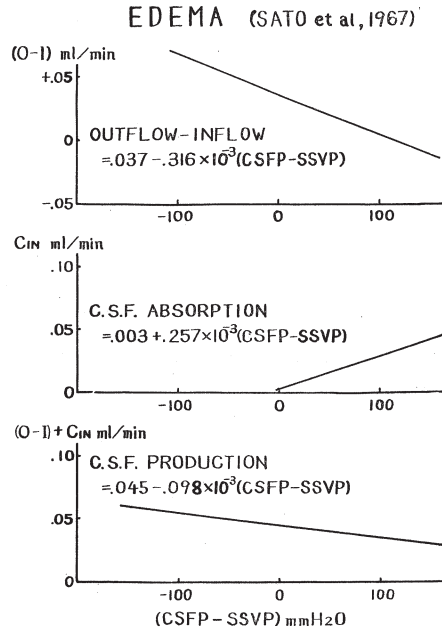 EDEMA (SATO et al, 1967)
(O-I) ml/min
+.05
0
-.05
OUTFLOW-INFLOW
=.037-.316×10⁻³(CSFP-SSVP)
-100 0 100
CIN ml/min
.10
.05
0
C.S.F. ABSORPTION
=.003+.257×10⁻³(CSFP-SSVP)
-100 0 100
(O-I)+CIN ml/min
.10
.05
0
C.S.F. PRODUCTION
=.045-.098×10⁻³(CSFP-SSVP)
-100 0 100
(CSFP-SSVP) mmH2O